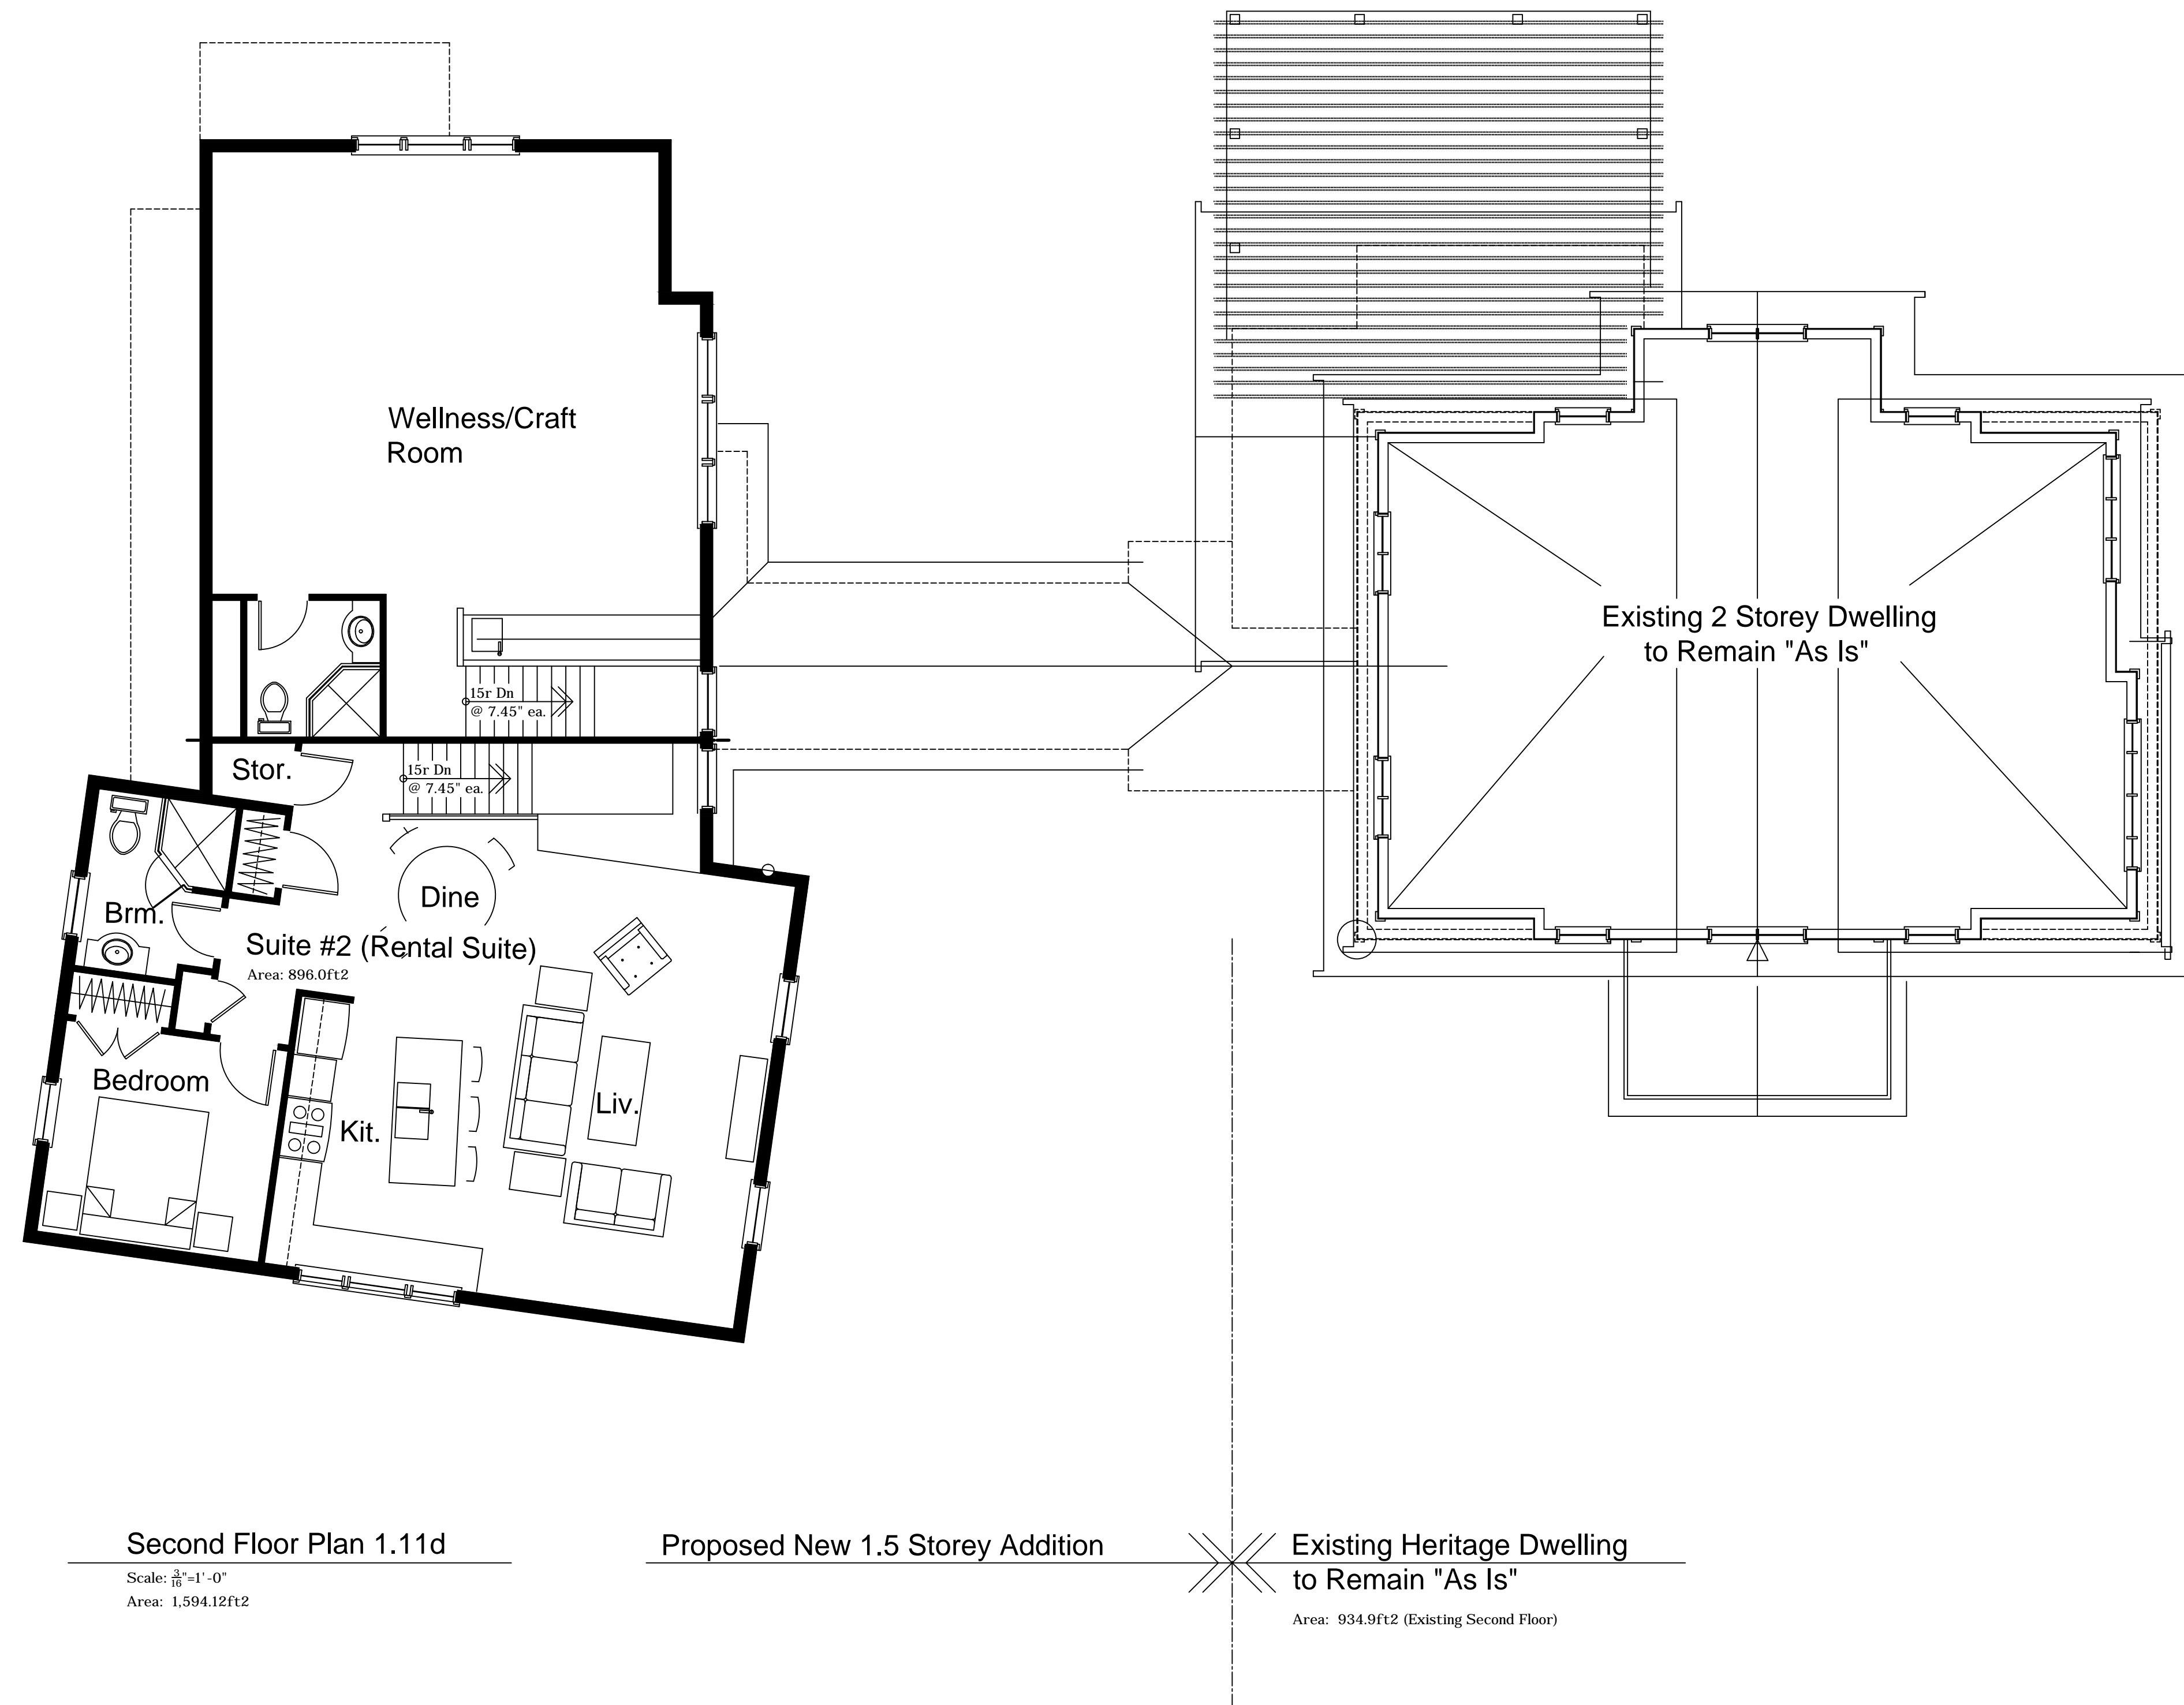 Wellness/Craft
Room
Existing 2 Storey Dwelling
to Remain "As Is"
15r Dn
@ 7.45" ea.
Stor.
15r Dn
@ 7.45" ea.
Dine
Brm.
Suite #2 (Rental Suite)
Area: 896.0ft2
Bedroom
Liv.
Kit.
Second Floor Plan 1.11d
Scale: 3/16"=1'-0"
Area: 1,594.12ft2
Proposed New 1.5 Storey Addition
Existing Heritage Dwelling
to Remain "As Is"
Area: 934.9ft2 (Existing Second Floor)